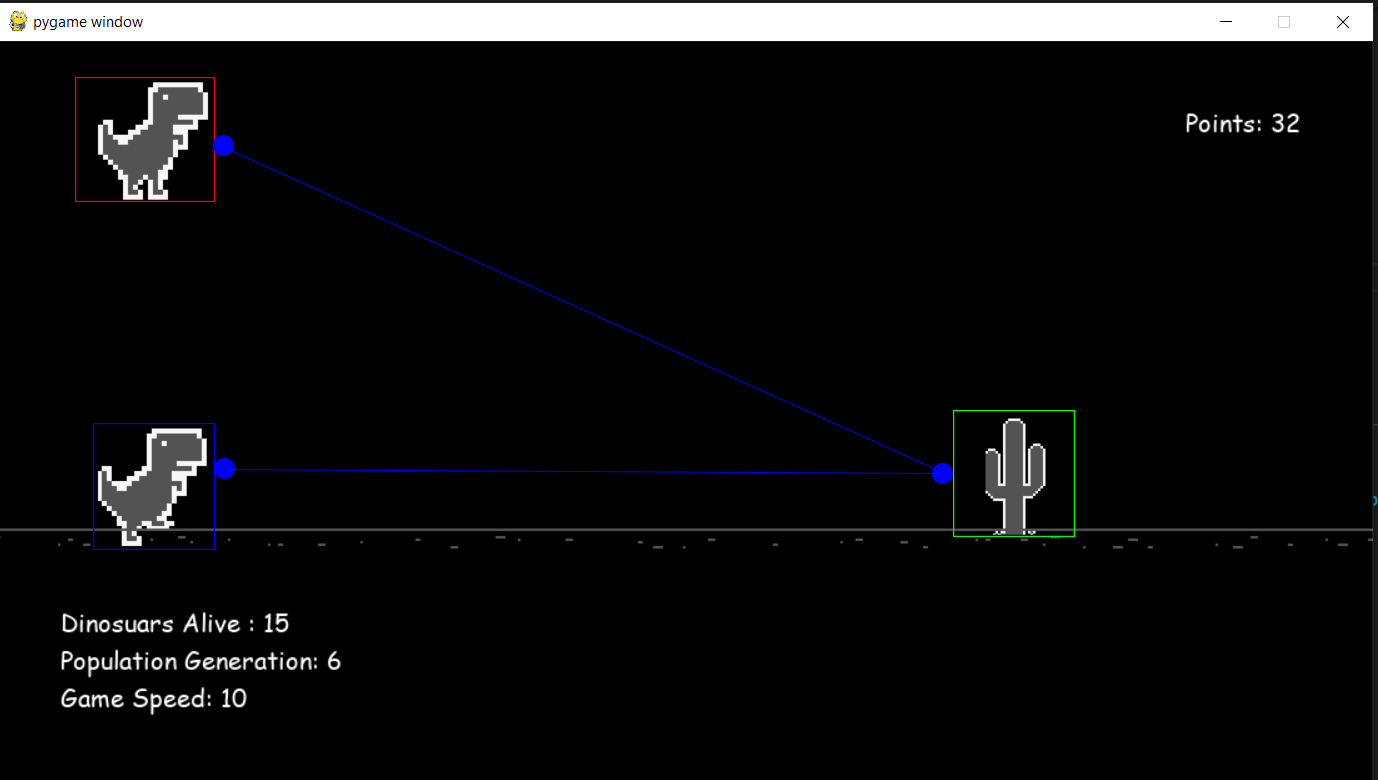 pygame window
Points: 32
Dinosuars Alive : 15
Population Generation: 6
Game Speed: 10